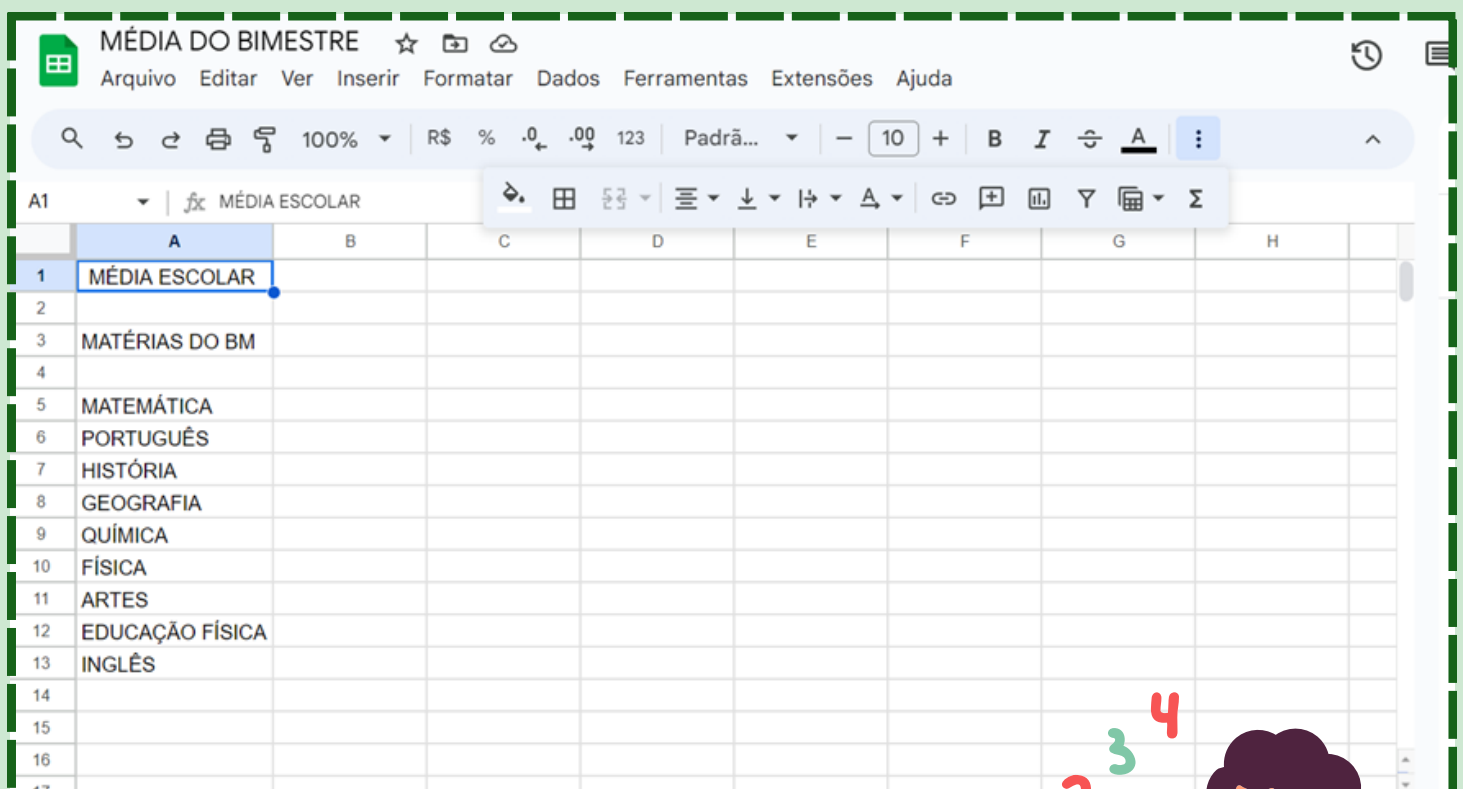 MÉDIA DO BIMESTRE
Arquivo Editar Ver Inserir Formatar Dados Ferramentas Extensões Ajuda
100% R$ % .0 .00 123 Padrã... − 10 + B I S A
A1 fx MÉDIA ESCOLAR
A B C D E F G H
1 MÉDIA ESCOLAR
2
3 MATÉRIAS DO BM
4
5 MATEMÁTICA
6 PORTUGUÊS
7 HISTÓRIA
8 GEOGRAFIA
9 QUÍMICA
10 FÍSICA
11 ARTES
12 EDUCAÇÃO FÍSICA
13 INGLÊS
14
4
15
3
16